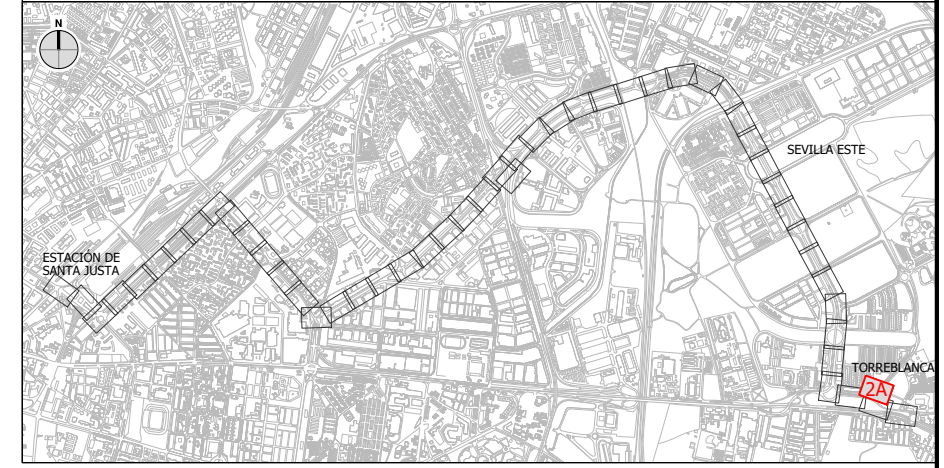 N
SEVILLA ESTE
ESTACIÓN DE
SANTA JUSTA
TORREBLANCA
2A